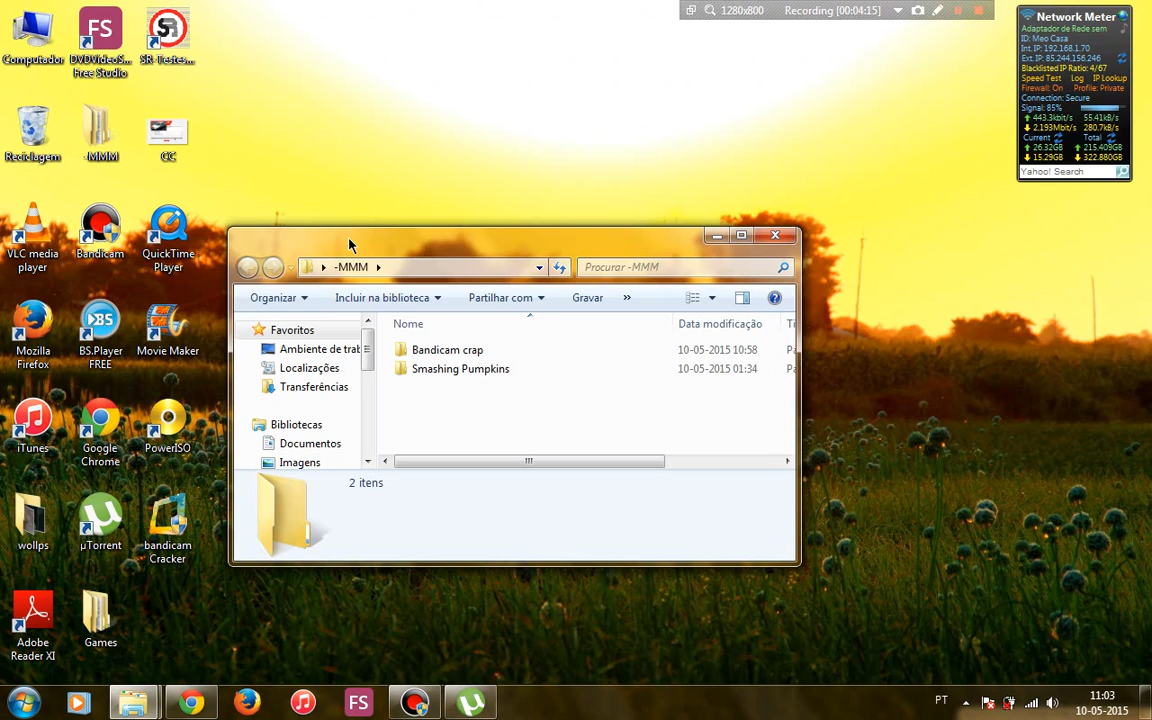 1280x800
Recording [00:04:15]
Network Meter
Adaptador de Rede sem
ID: Meo Casa
Int. IP: 192.168.1.70
Ext. IP: 85.244.156.246
Blacklisted IP Ratio: 4/67
Speed Test Log IP Lookup
Firewall: On Profile: Private
Connection: Secure
Signal: 85%
443.3kbit/s 55.41kB/s
2.193Mbit/s 280.7kB/s
Current Total
26.32GB 215.409GB
15.29GB 322.880GB
Yahoo! Search
FS
SR
Computador
DVDVideoS...
Free Studio
SR-Testes...
Reciclagem
-MMM
CC
VLC media
player
Bandicam
QuickTime
Player
BS
Mozilla
Firefox
BS.Player
FREE
Movie Maker
iTunes
Google
Chrome
PowerISO
wollps
µTorrent
bandicam
Cracker
Adobe
Reader XI
Games
-MMM
Procurar -MMM
Organizar
Incluir na biblioteca
Partilhar com
Gravar
»
Favoritos
Ambiente de trab
Localizações
Transferências
Bibliotecas
Documentos
Imagens
Nome
Data modificação
Bandicam crap
10-05-2015 10:58
Smashing Pumpkins
10-05-2015 01:34
2 itens
FS
PT
11:03
10-05-2015